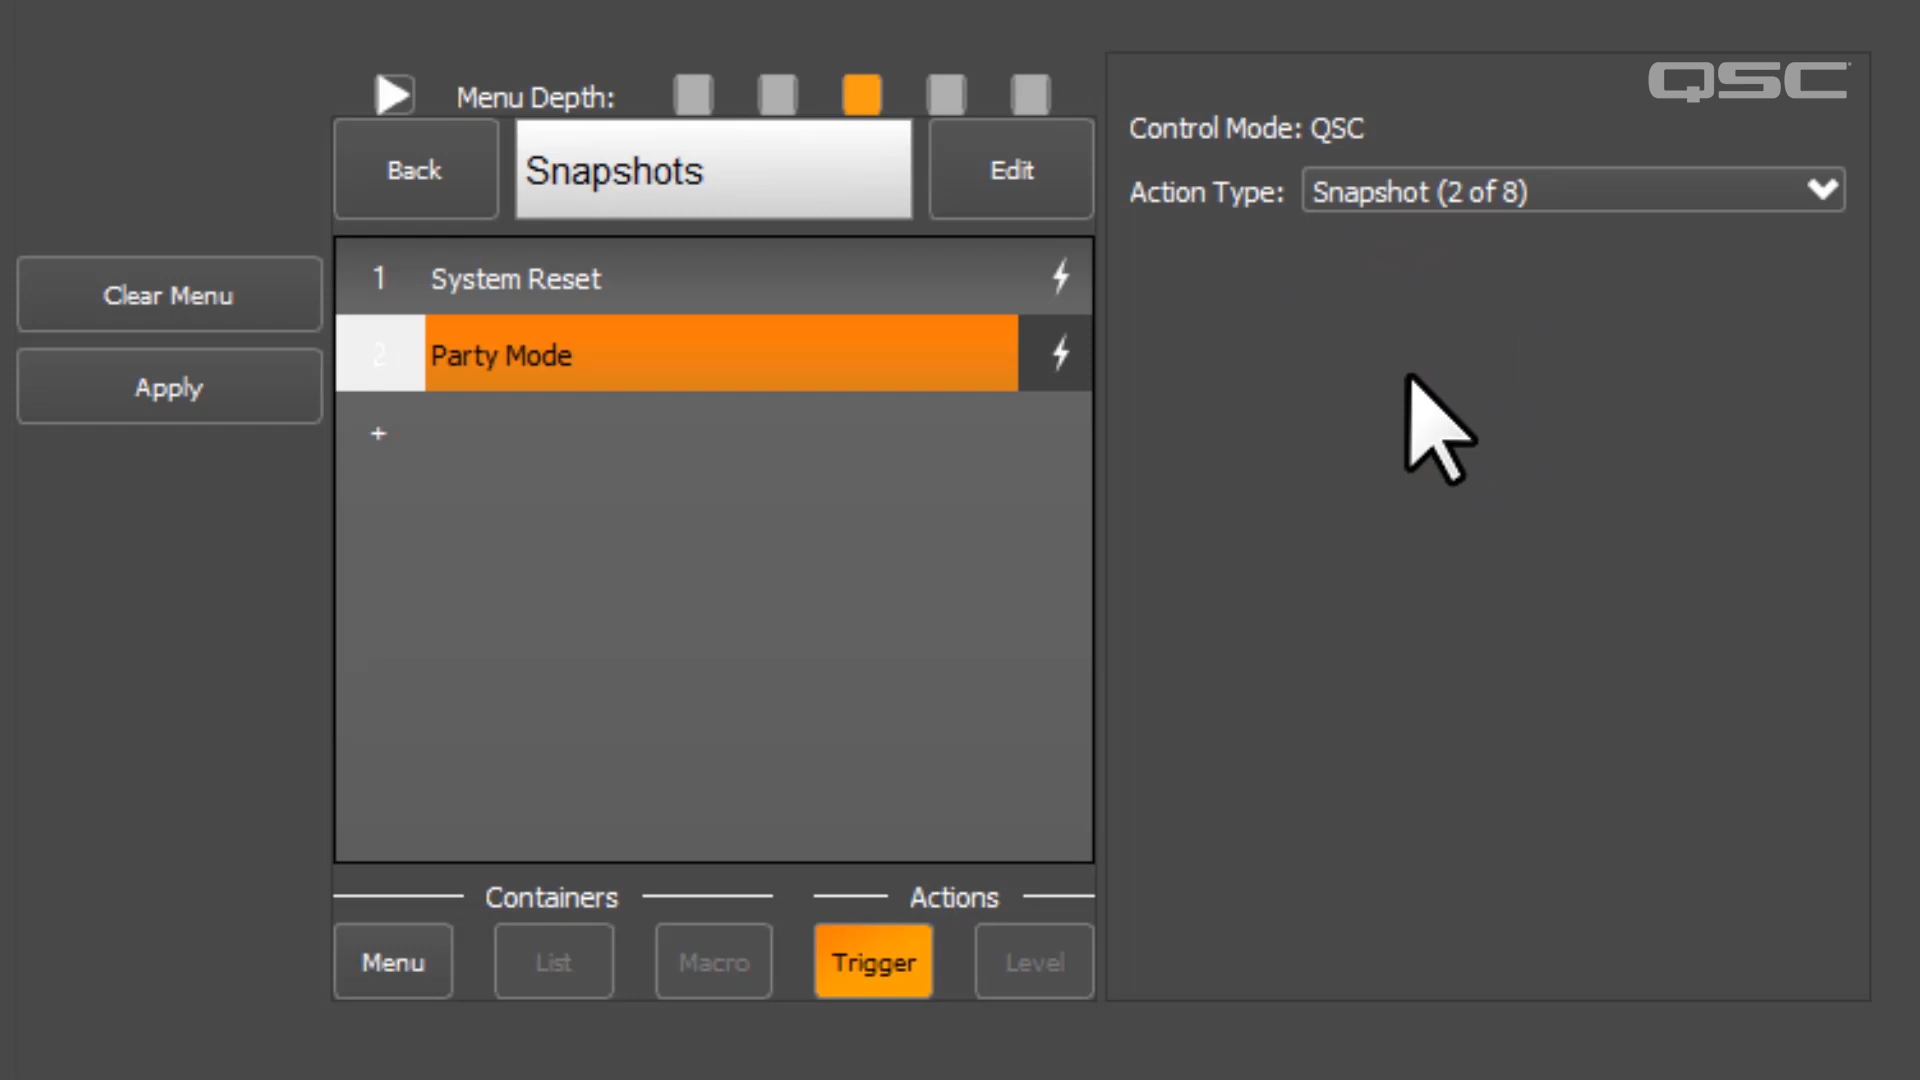 QSC
Menu Depth:
Back
Snapshots
Edit
Control Mode: QSC
Action Type: Snapshot (2 of 8)
Clear Menu
Apply
1 System Reset
2 Party Mode
+
Containers
Actions
Menu
List
Macro
Trigger
Level